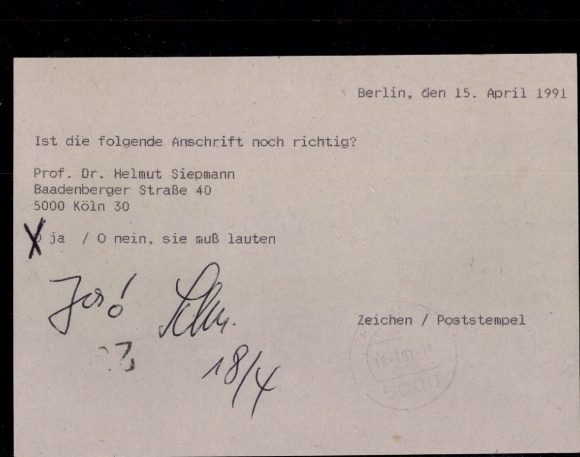 Berlin, den 15. April 1991
Ist die folgende Anschrift noch richtig?
Prof. Dr. Helmut Siepmann
Baadenberger Straße 40
5000 Köln 30
O ja / O nein, sie muß lauten
Zeichen / Poststempel
18/4
5000